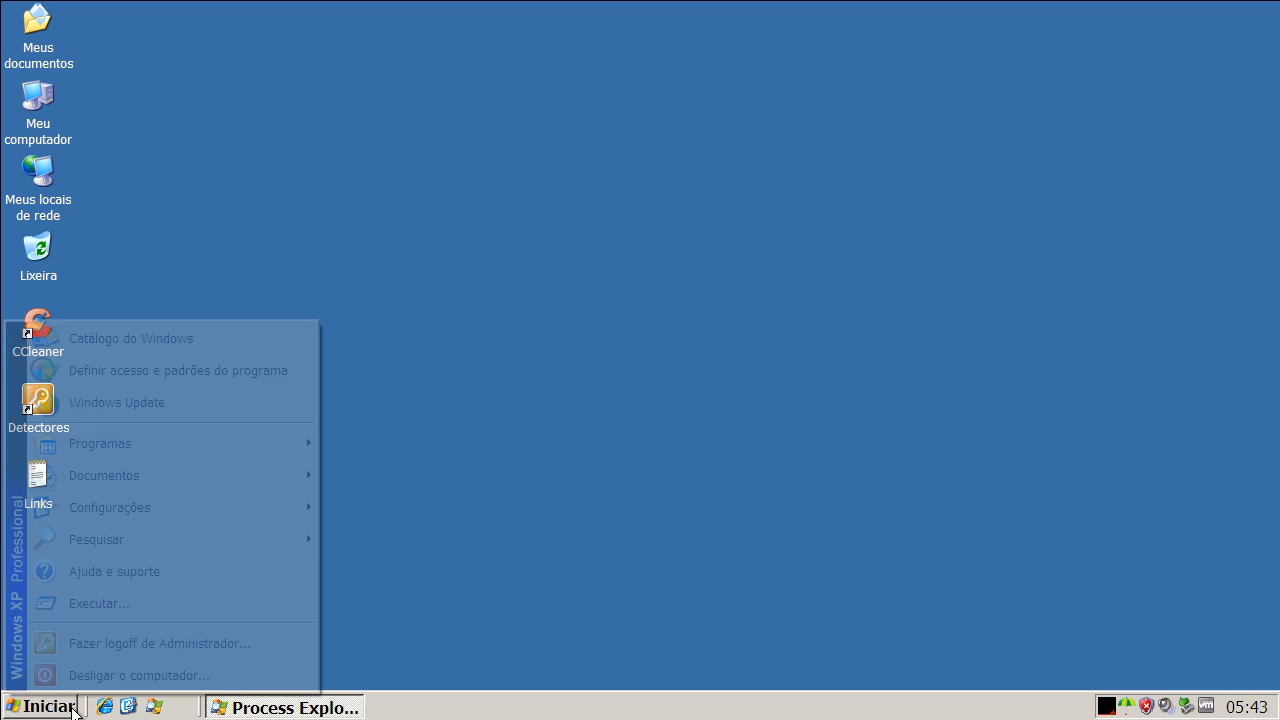 Meus
documentos
Meu
computador
Meus locais
de rede
Lixeira
CCleaner
Detectores
Links
Catálogo do Windows
Definir acesso e padrões do programa
Windows Update
Programas
Documentos
Configurações
Pesquisar
Ajuda e suporte
Executar...
Fazer logoff de Administrador...
Desligar o computador...
Windows XP Professional
Iniciar
Process Explo...
05:43